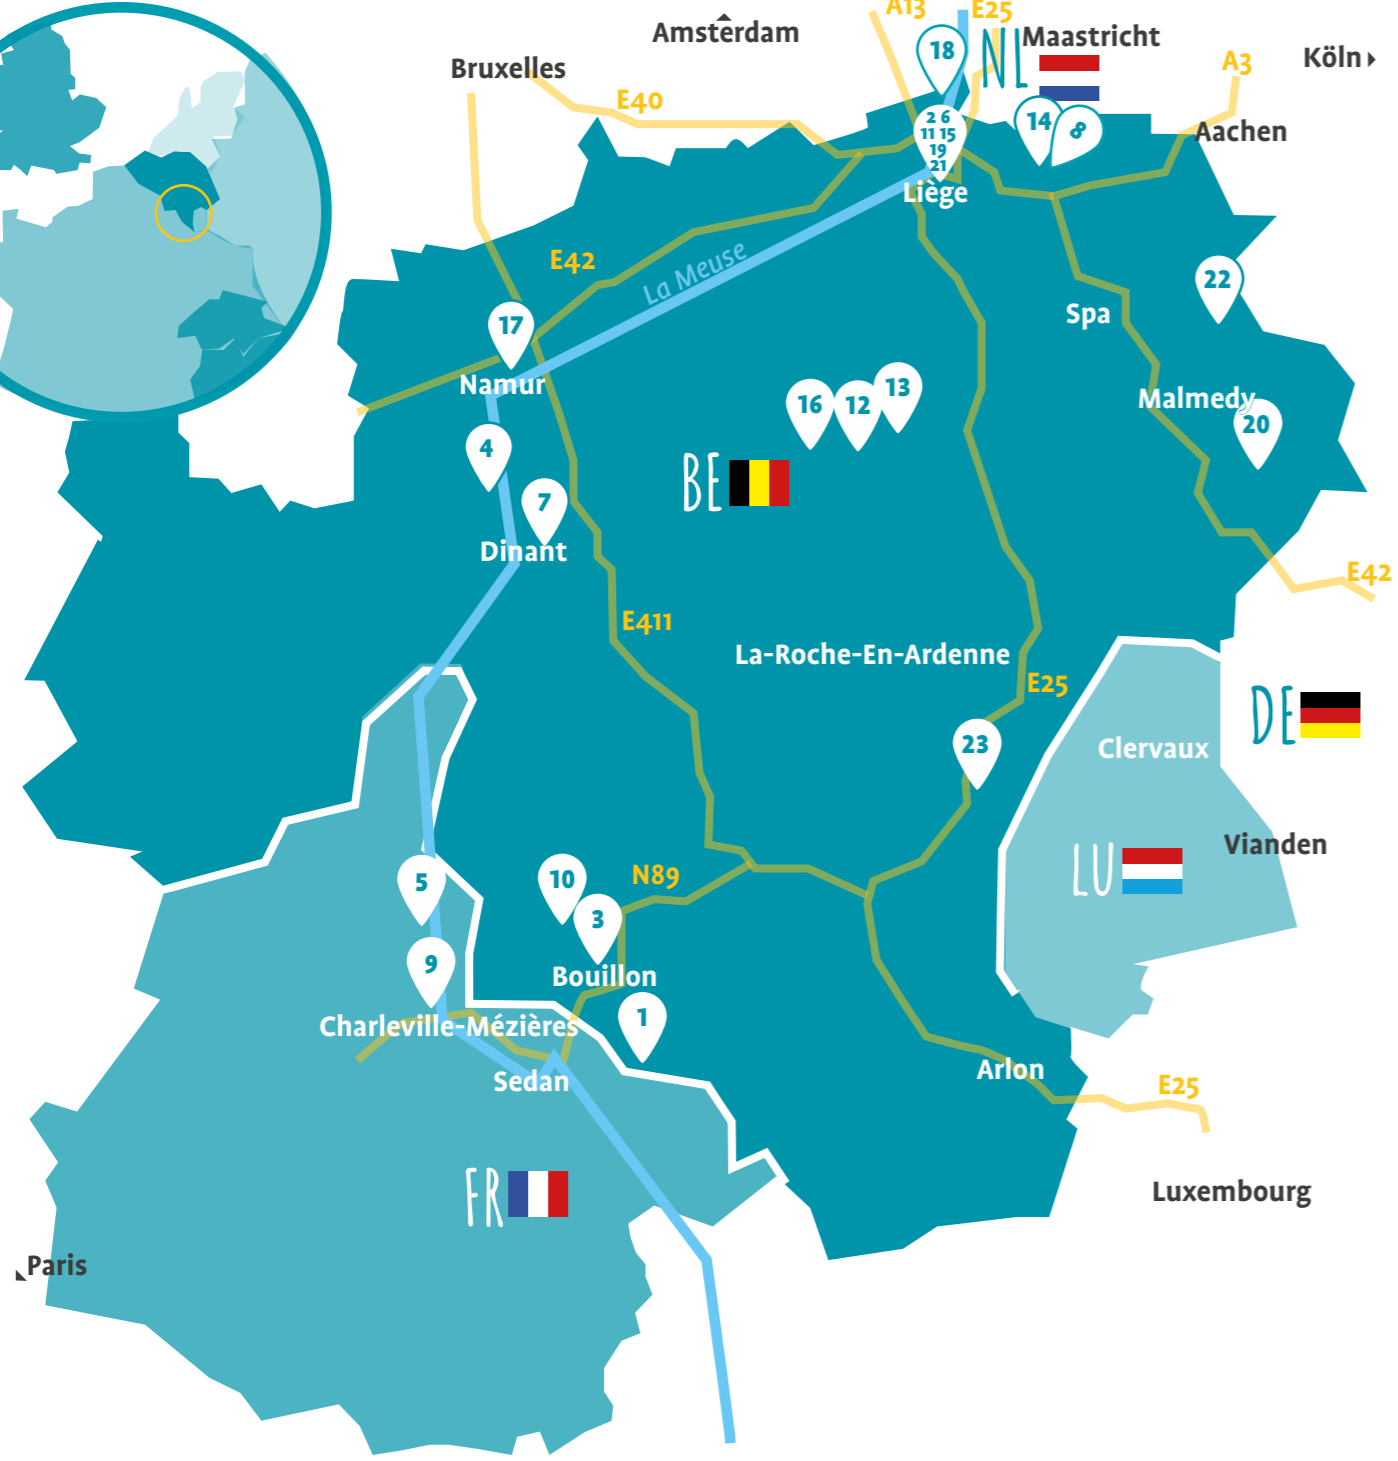 A13
E25
Amsterdam
18
NL
Maastricht
Köln
Bruxelles
A3
E40
2 6
11 15
19
21
14
8
Aachen
Liège
E42
La Meuse
22
Spa
17
Namur
16
12
13
Malmedy
20
4
BE
7
Dinant
E42
E411
La-Roche-En-Ardenne
E25
DE
23
Clervaux
Vianden
LU
5
10
N89
3
9
Bouillon
1
Charleville-Mézières
Sedan
Arlon
E25
FR
Luxembourg
Paris